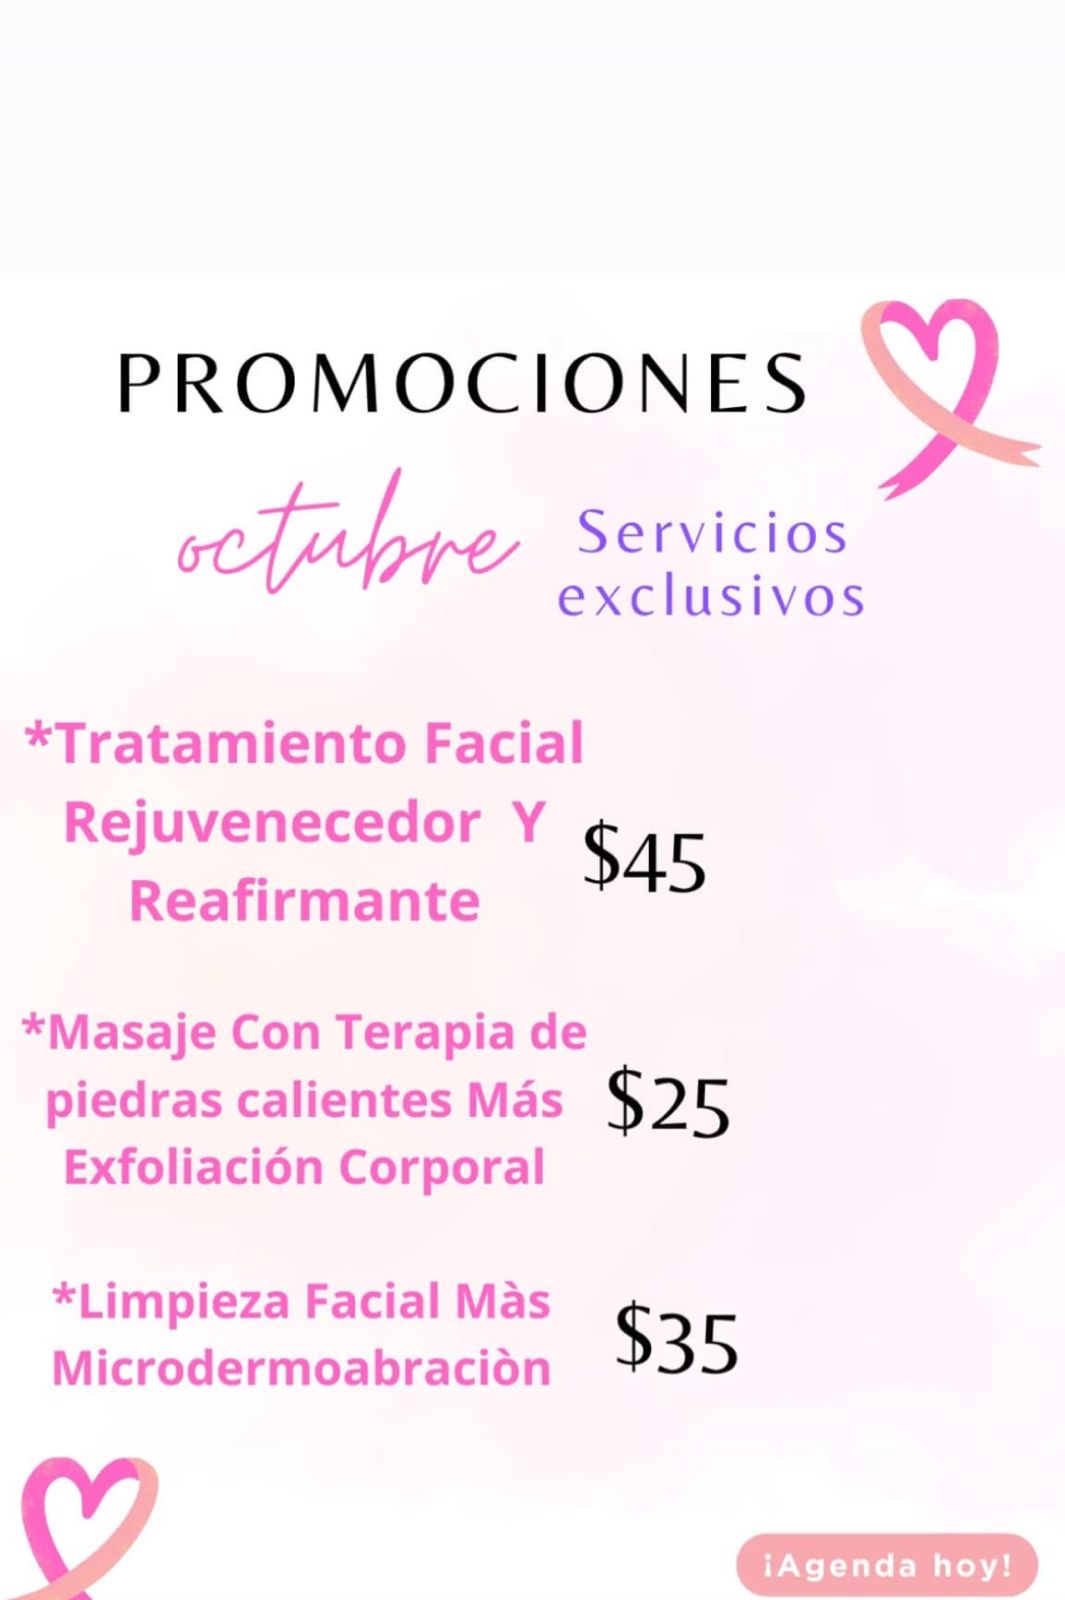 PROMOCIONES
octubre
Servicios
exclusivos
*Tratamiento Facial
Rejuvenecedor Y
Reafirmante
$45
*Masaje Con Terapia de
piedras calientes Más
Exfoliación Corporal
$25
*Limpieza Facial Màs
Microdermoabraciòn
$35
¡Agenda hoy!